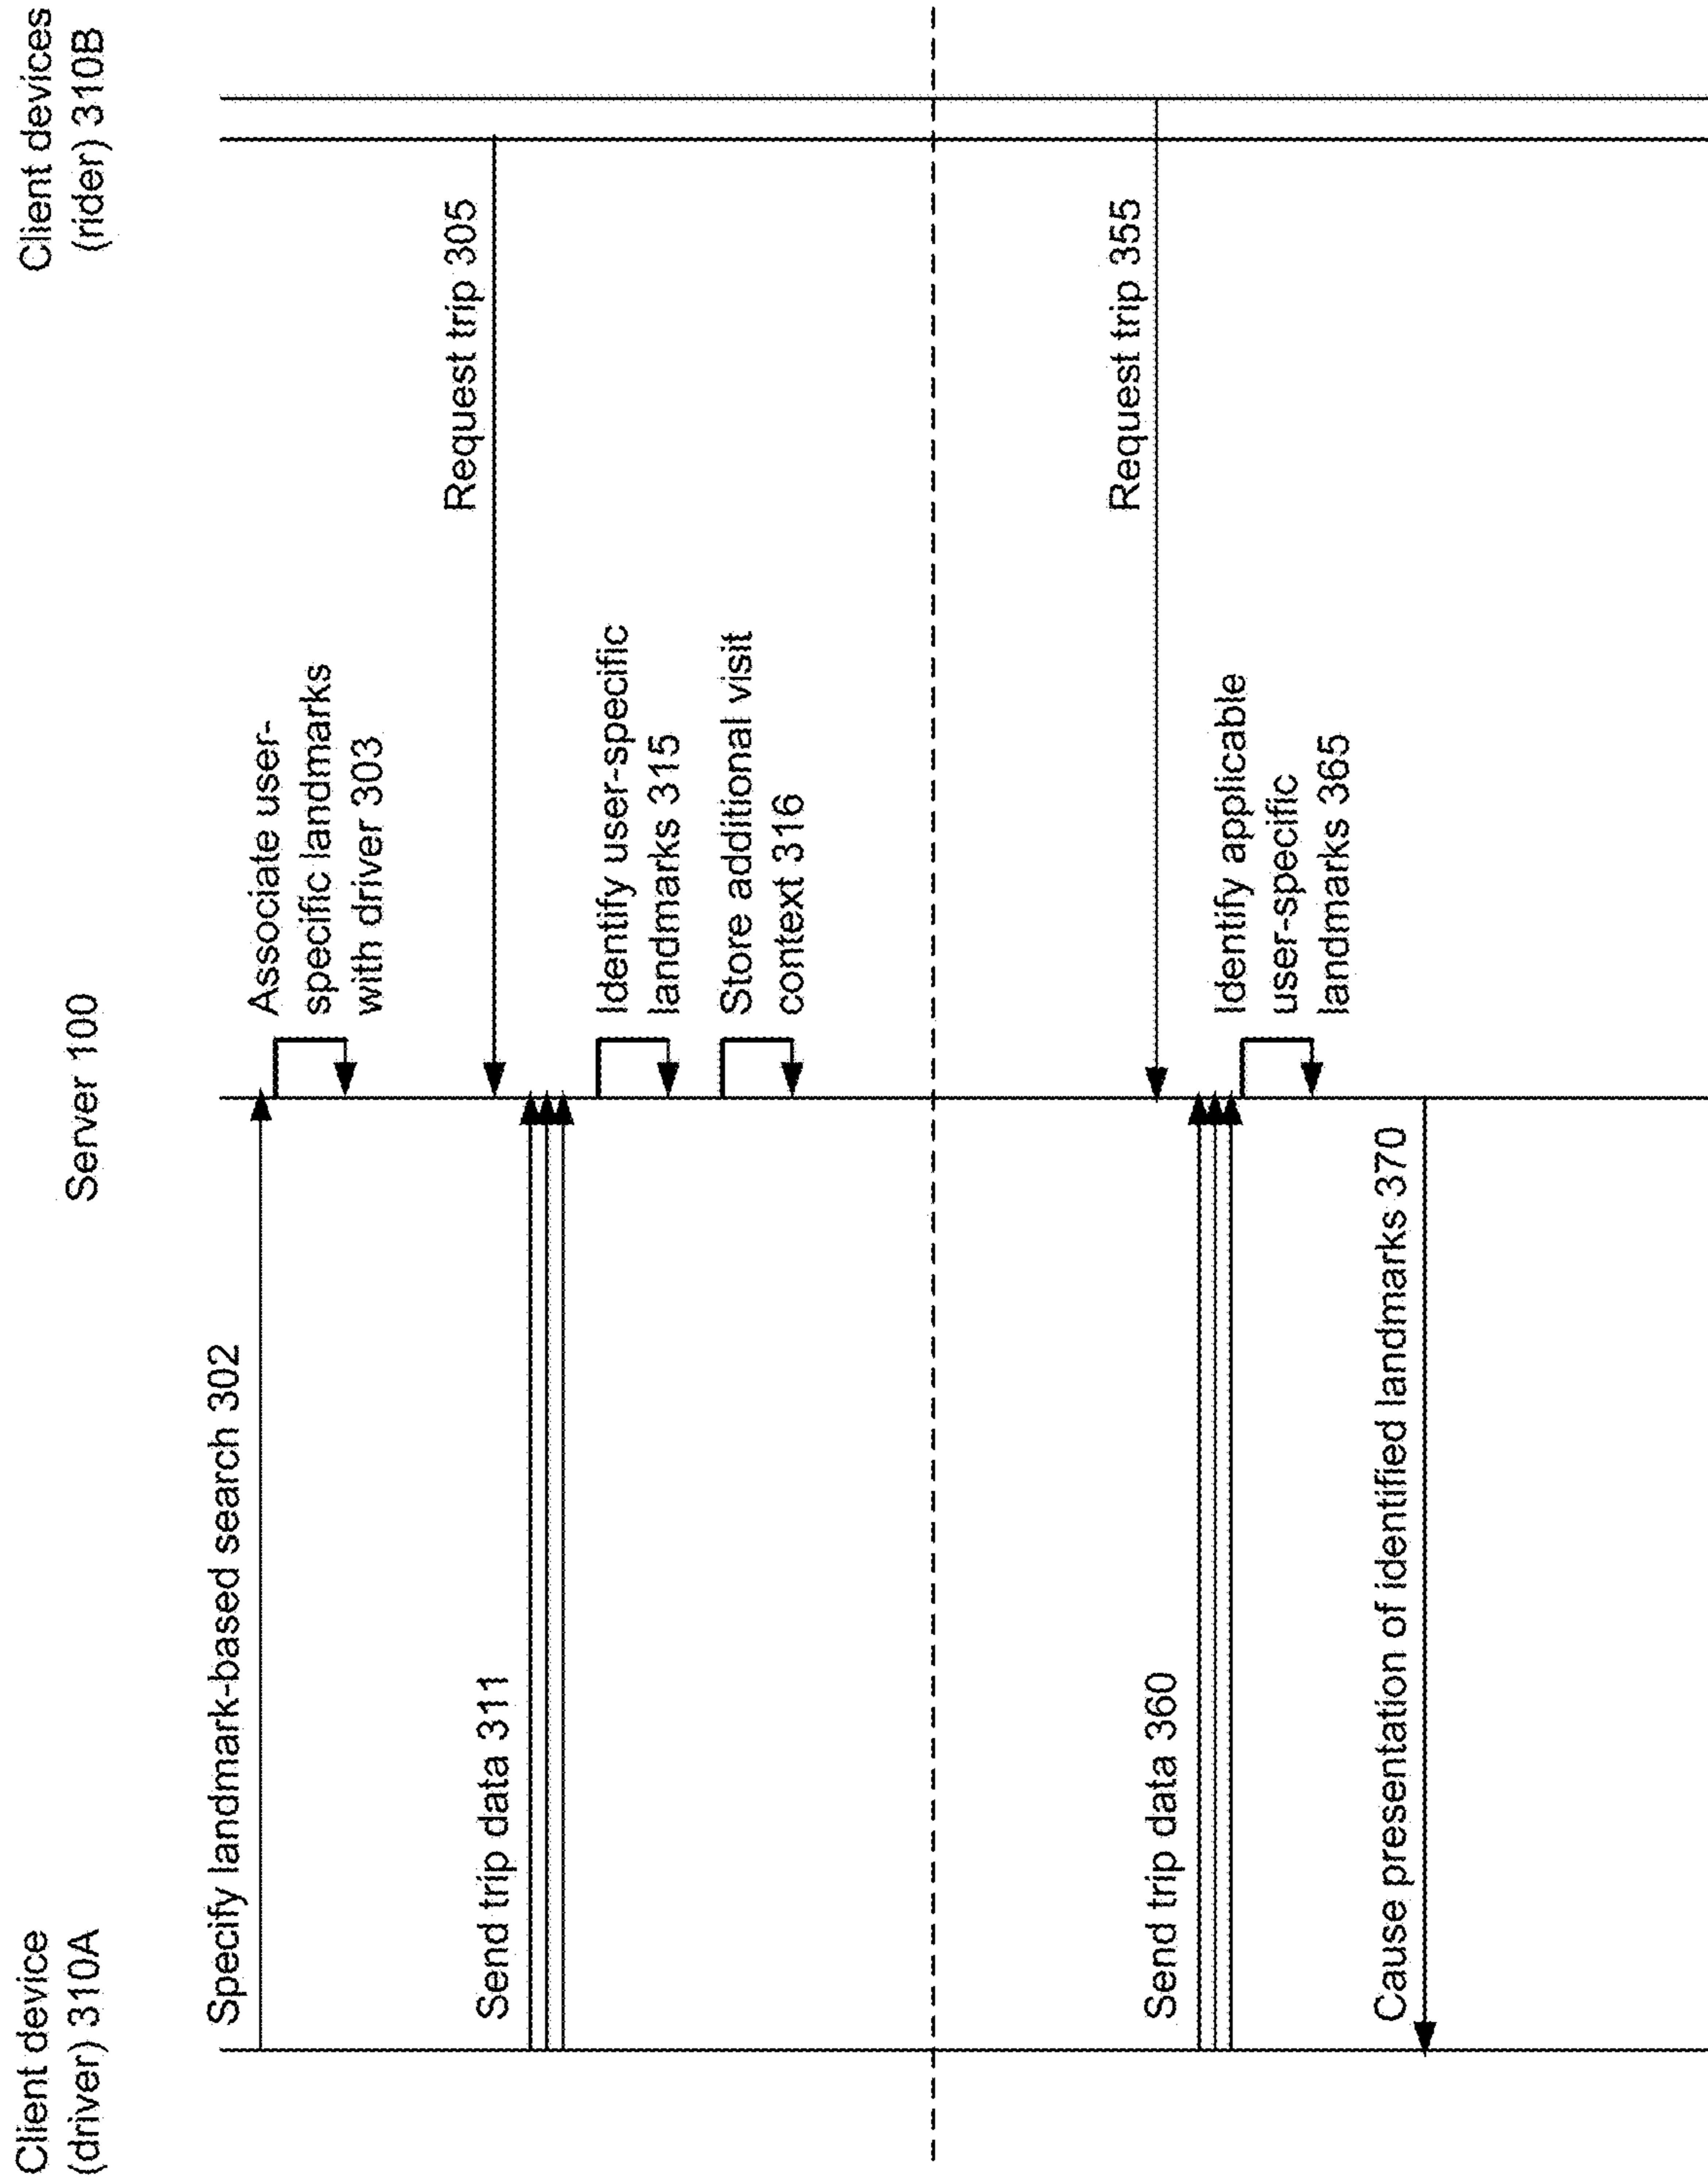 Client device
(driver) 310A
Server 100
Client devices
(rider) 310B
Specify landmark-based search 302
Associate user-
specific landmarks
with driver 303
Request trip 305
Send trip data 311
Identify user-specific
landmarks 315
Store additional visit
context 316
Request trip 355
Send trip data 360
Identify applicable
user-specific
landmarks 365
Cause presentation of identified landmarks 370